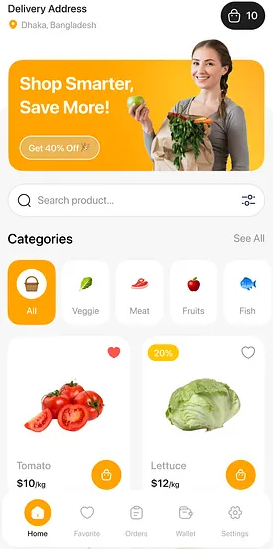 Delivery Address
Dhaka, Bangladesh
10
Shop Smarter,
Save More!
Get 40% Off
Search product...
Categories
See All
All
Veggie
Meat
Fruits
Fish
20%
Tomato
Lettuce
$10/kg
$12/kg
Home
Favorite
Orders
Wallet
Settings